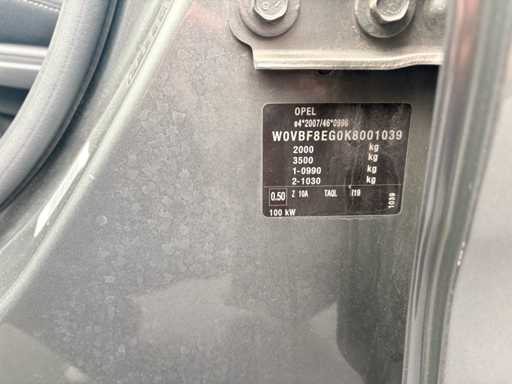 OPEL
e4*2007/46*0996
W0VBF8EG0K8001039
2000 kg
3500 kg
1-0990 kg
2-1030 kg
0.50 Z 10A TAQL I19
100 kW
1039